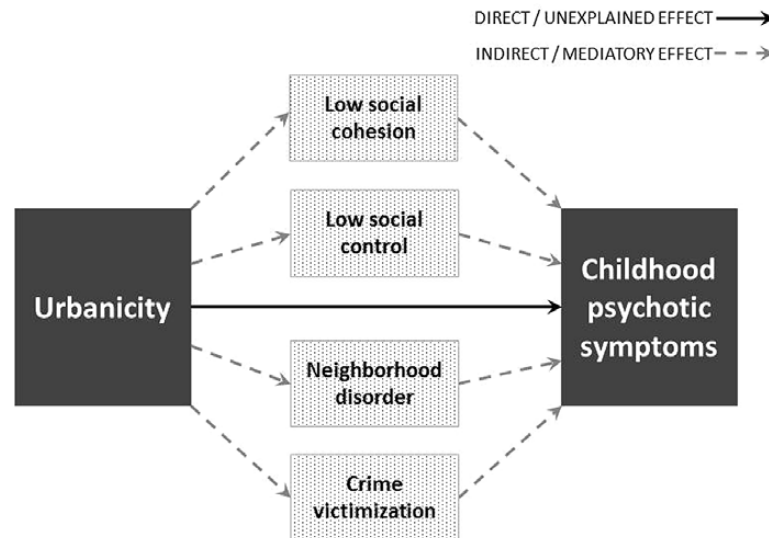 DIRECT / UNEXPLAINED EFFECT
INDIRECT / MEDIATORY EFFECT
Low social
cohesion
Low social
control
Urbanicity
Childhood
psychotic
symptoms
Neighborhood
disorder
Crime
victimization